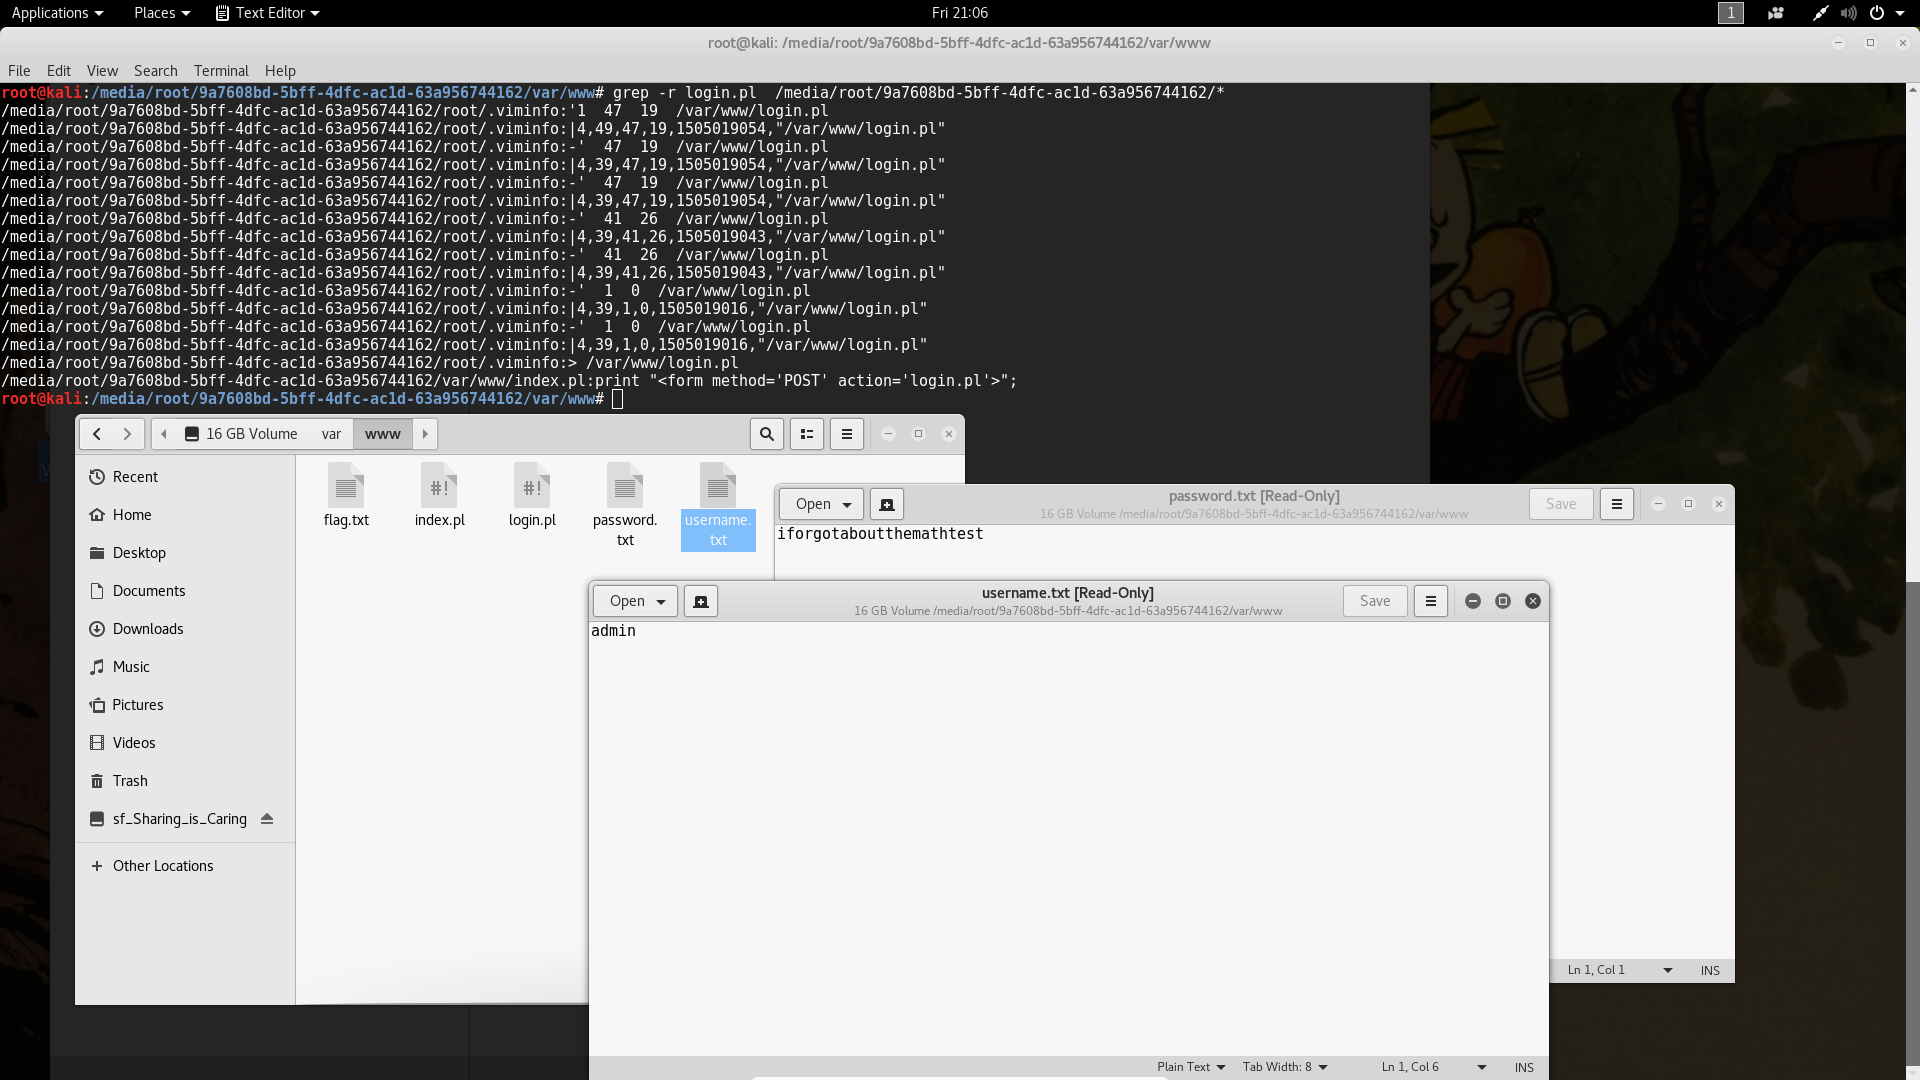 Applications Places Text Editor Fri 21:06 1
root@kali: /media/root/9a7608bd-5bff-4dfc-ac1d-63a956744162/var/www
File Edit View Search Terminal Help
root@kali:/media/root/9a7608bd-5bff-4dfc-ac1d-63a956744162/var/www# grep -r login.pl  /media/root/9a7608bd-5bff-4dfc-ac1d-63a956744162/*
/media/root/9a7608bd-5bff-4dfc-ac1d-63a956744162/root/.viminfo:'1  47  19  /var/www/login.pl
/media/root/9a7608bd-5bff-4dfc-ac1d-63a956744162/root/.viminfo:|4,49,47,19,1505019054,"/var/www/login.pl"
/media/root/9a7608bd-5bff-4dfc-ac1d-63a956744162/root/.viminfo:-'  47  19  /var/www/login.pl
/media/root/9a7608bd-5bff-4dfc-ac1d-63a956744162/root/.viminfo:|4,39,47,19,1505019054,"/var/www/login.pl"
/media/root/9a7608bd-5bff-4dfc-ac1d-63a956744162/root/.viminfo:-'  47  19  /var/www/login.pl
/media/root/9a7608bd-5bff-4dfc-ac1d-63a956744162/root/.viminfo:|4,39,47,19,1505019054,"/var/www/login.pl"
/media/root/9a7608bd-5bff-4dfc-ac1d-63a956744162/root/.viminfo:-'  41  26  /var/www/login.pl
/media/root/9a7608bd-5bff-4dfc-ac1d-63a956744162/root/.viminfo:|4,39,41,26,1505019043,"/var/www/login.pl"
/media/root/9a7608bd-5bff-4dfc-ac1d-63a956744162/root/.viminfo:-'  41  26  /var/www/login.pl
/media/root/9a7608bd-5bff-4dfc-ac1d-63a956744162/root/.viminfo:|4,39,41,26,1505019043,"/var/www/login.pl"
/media/root/9a7608bd-5bff-4dfc-ac1d-63a956744162/root/.viminfo:-'  1  0  /var/www/login.pl
/media/root/9a7608bd-5bff-4dfc-ac1d-63a956744162/root/.viminfo:|4,39,1,0,1505019016,"/var/www/login.pl"
/media/root/9a7608bd-5bff-4dfc-ac1d-63a956744162/root/.viminfo:-'  1  0  /var/www/login.pl
/media/root/9a7608bd-5bff-4dfc-ac1d-63a956744162/root/.viminfo:|4,39,1,0,1505019016,"/var/www/login.pl"
/media/root/9a7608bd-5bff-4dfc-ac1d-63a956744162/root/.viminfo:> /var/www/login.pl
/media/root/9a7608bd-5bff-4dfc-ac1d-63a956744162/var/www/index.pl:print "<form method='POST' action='login.pl'>";
root@kali:/media/root/9a7608bd-5bff-4dfc-ac1d-63a956744162/var/www#
16 GB Volume var www
Recent
Home
Desktop
Documents
Downloads
Music
Pictures
Videos
Trash
sf_Sharing_is_Caring
+ Other Locations
flag.txt
#! index.pl
#! login.pl
password.
txt
username.
txt
Open password.txt [Read-Only] Save
16 GB Volume /media/root/9a7608bd-5bff-4dfc-ac1d-63a956744162/var/www
iforgotaboutthemathtest
Ln 1, Col 1 INS
Open username.txt [Read-Only] Save
16 GB Volume /media/root/9a7608bd-5bff-4dfc-ac1d-63a956744162/var/www
admin
Plain Text Tab Width: 8 Ln 1, Col 6 INS